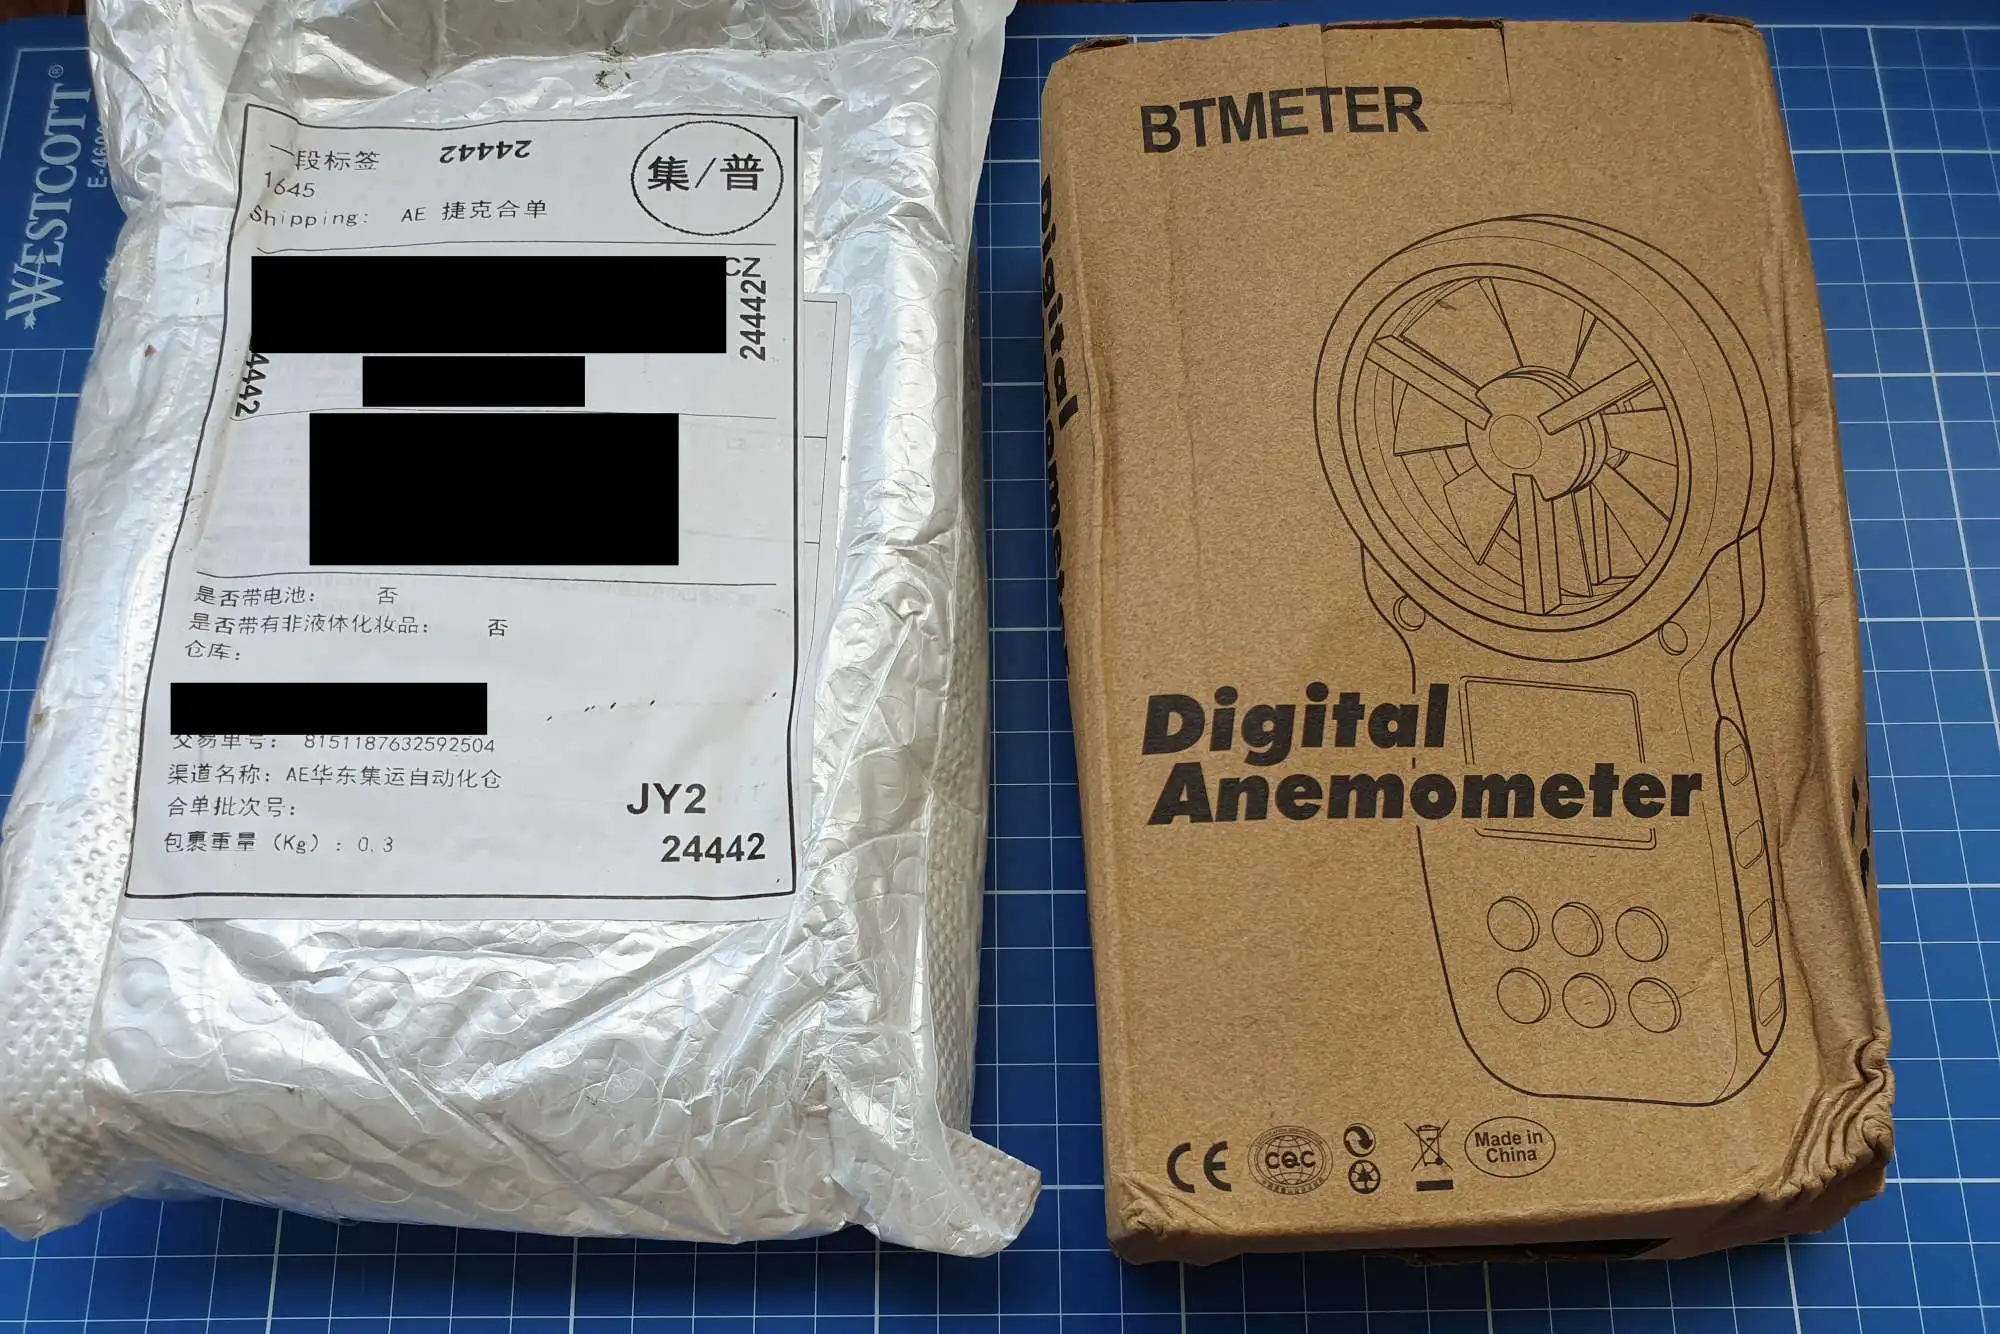 WESTCOTT®
E-460
一段标签
24442
1645
集/普
Shipping: AE 捷克合单
CZ
24442
24442
是否带电池： 否
是否带有非液体化妆品： 否
仓库：
交易单号： 8151187632592504
渠道名称：AE华东集运自动化仓
合单批次号：
JY2
包裹重量（Kg）：0.3
24442
BTMETER
Digital Anemometer
Digital
Anemometer
CE
CQC
Made in
China